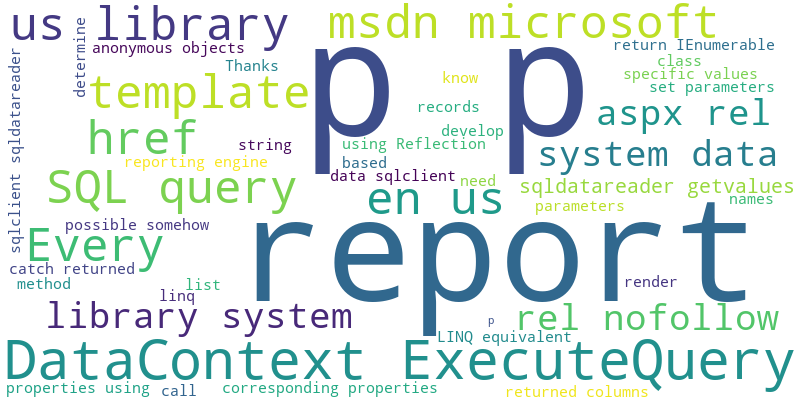 us library
msdn microsoft
anonymous objects
return IEnumerable
determine
Thanks
class
specific values
know
set parameters
template
p p
records
aspx rel
href
develop
string
using Reflection
sqlclient sqldatareader
reporting engine
based
system data
data sqlclient
need
SQL query
sqldatareader getvalues
en us
names
parameters
possible somehow
Every
report
catch returned
method
list
render
linq
library system
p
rel nofollow
LINQ equivalent
DataContext ExecuteQuery
properties using
call
corresponding properties
returned columns